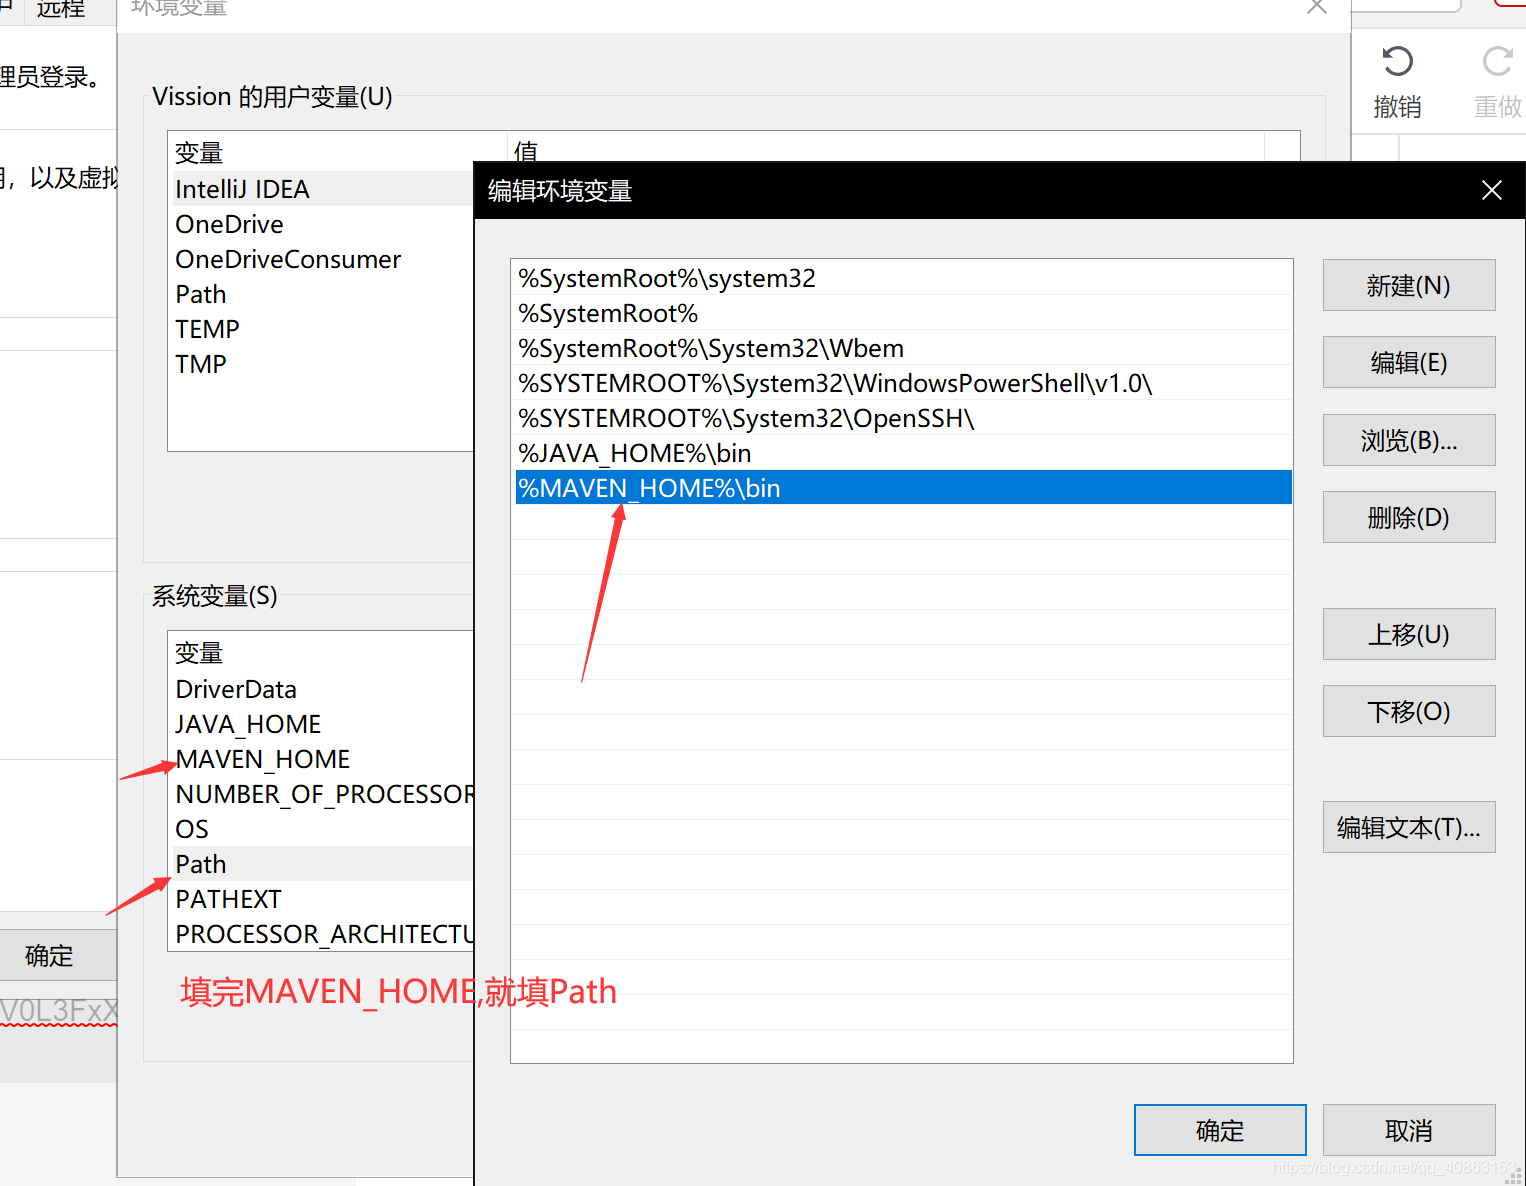 远程
环境变量
理员登录。
，以及虚拟
撤销
重做
Vission 的用户变量(U)
变量
值
IntelliJ IDEA
OneDrive
OneDriveConsumer
Path
TEMP
TMP
编辑环境变量
%SystemRoot%\system32
%SystemRoot%
%SystemRoot%\System32\Wbem
%SYSTEMROOT%\System32\WindowsPowerShell\v1.0\
%SYSTEMROOT%\System32\OpenSSH\
%JAVA_HOME%\bin
%MAVEN_HOME%\bin
新建(N)
编辑(E)
浏览(B)...
删除(D)
上移(U)
下移(O)
编辑文本(T)...
系统变量(S)
变量
DriverData
JAVA_HOME
MAVEN_HOME
NUMBER_OF_PROCESSOR
OS
Path
PATHEXT
PROCESSOR_ARCHITECTU
填完MAVEN_HOME,就填Path
确定
V0L3FxX
确定
取消
https://blog.csdn.net/qq_40863153